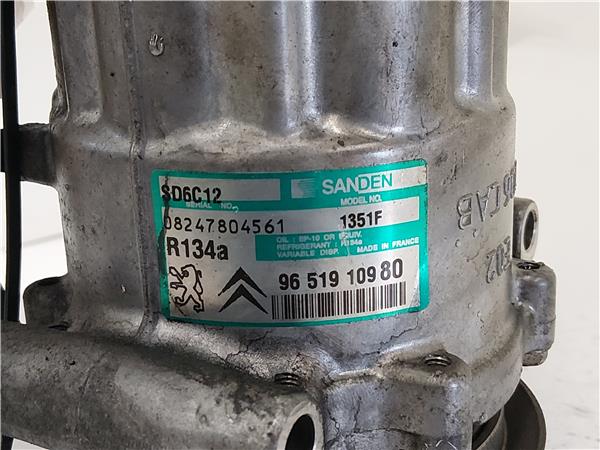 SD6C12
SANDEN
SERIAL NO.
MODEL NO.
08247804561
1351F
R134a
OIL : SP-10 OR EQUIV.
REFRIGERANT : R134a
VARIABLE DISP. MADE IN FRANCE
96 519 109 80